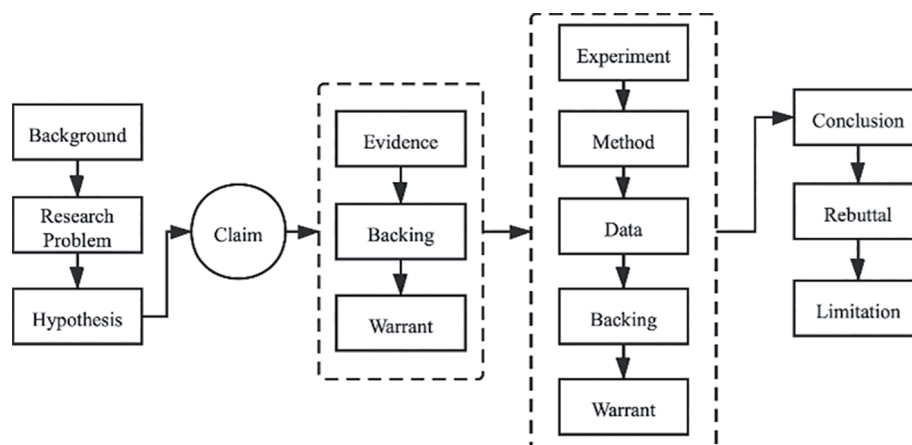 Background
Research
Problem
Hypothesis
Claim
Evidence
Backing
Warrant
Experiment
Method
Data
Backing
Warrant
Conclusion
Rebuttal
Limitation